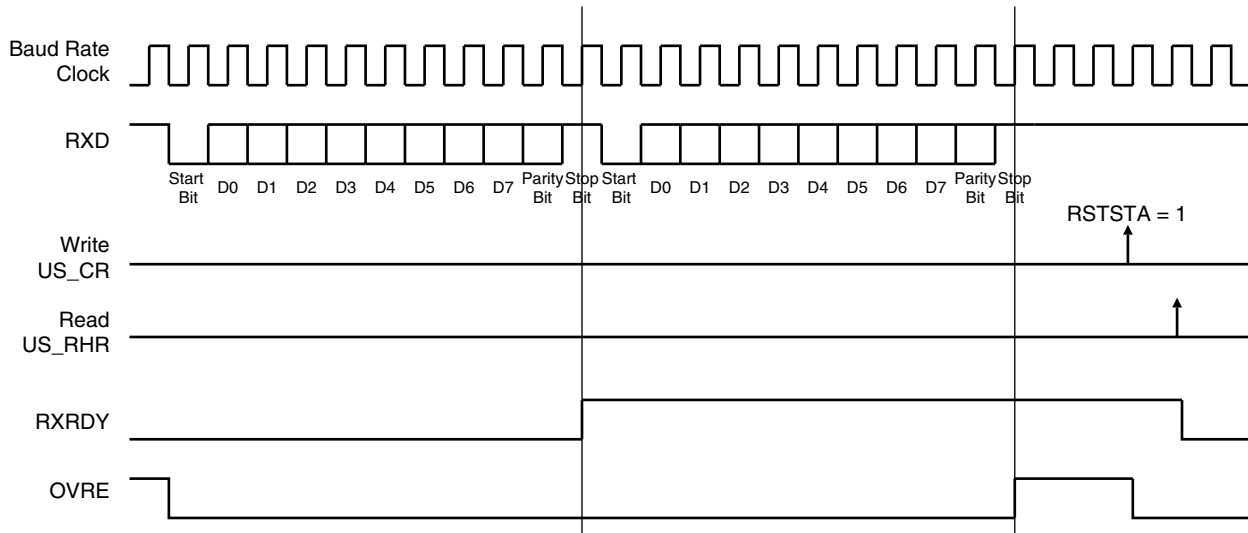 Baud Rate
Clock
RXD
Start
Bit
D0
D1
D2
D3
D4
D5
D6
D7
Parity
Bit
Stop
Bit
Start
Bit
D0
D1
D2
D3
D4
D5
D6
D7
Parity
Bit
Stop
Bit
RSTSTA = 1
Write
US_CR
Read
US_RHR
RXRDY
OVRE